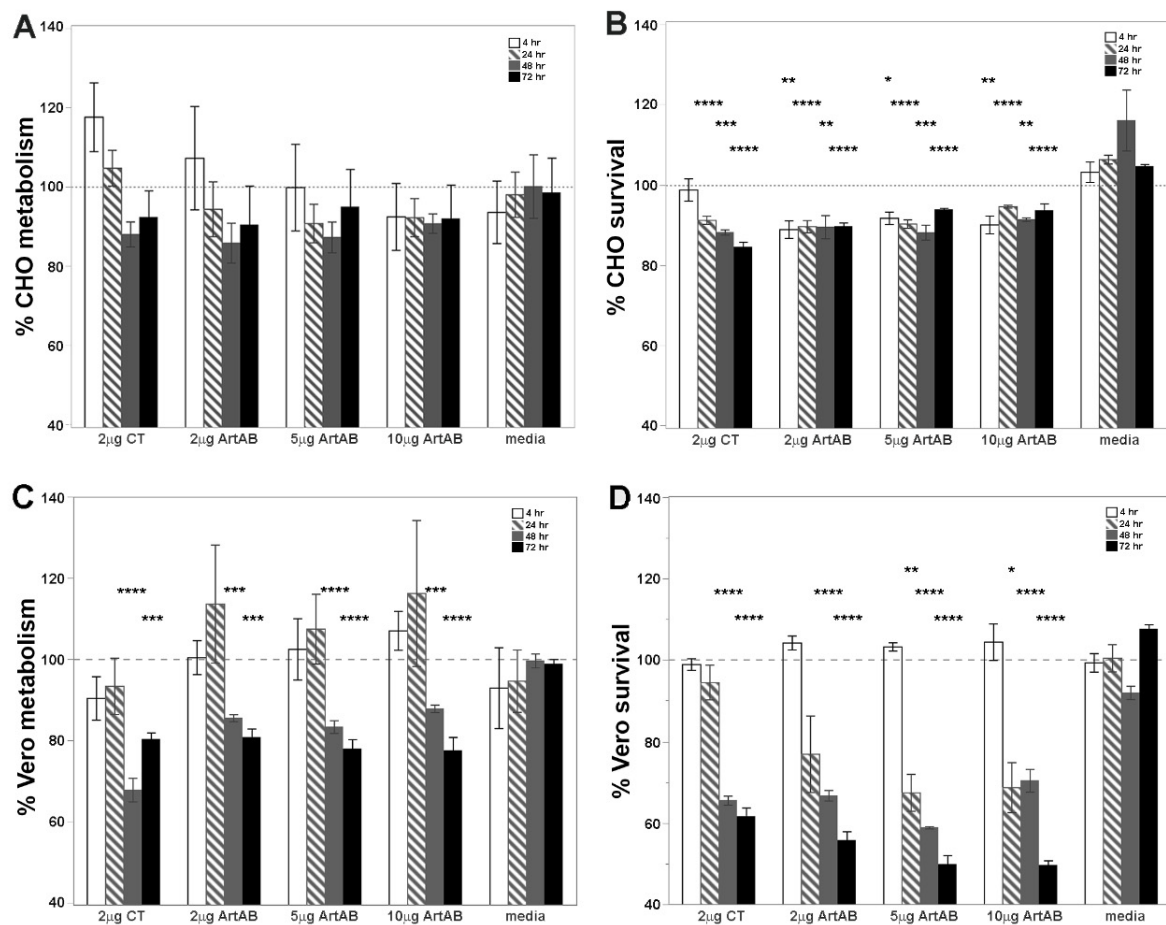 A
% CHO metabolism
140
120
100
80
60
40
4 hr
24 hr
48 hr
72 hr
2µg CT
2µg ArtAB
5µg ArtAB
10µg ArtAB
media
B
% CHO survival
140
120
100
80
60
40
4 hr
24 hr
48 hr
72 hr
** * **
**** **** **** ****
*** ** *** **
**** **** **** ****
2µg CT
2µg ArtAB
5µg ArtAB
10µg ArtAB
media
C
% Vero metabolism
140
120
100
80
60
40
4 hr
24 hr
48 hr
72 hr
**** *** **** ***
*** *** **** ****
2µg CT
2µg ArtAB
5µg ArtAB
10µg ArtAB
media
D
% Vero survival
140
120
100
80
60
40
4 hr
24 hr
48 hr
72 hr
** *
**** **** **** ****
**** **** **** ****
2µg CT
2µg ArtAB
5µg ArtAB
10µg ArtAB
media